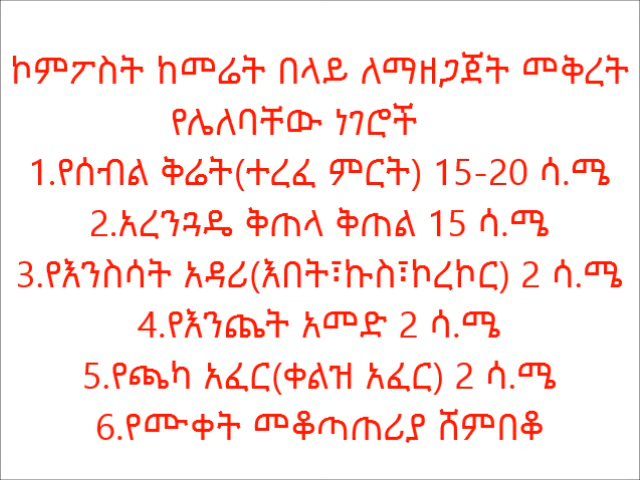 ኮምፖስት ከመሬት በላይ ለማዘጋጀት መቅረት
የሌለባቸው ነገሮች
1.የሰብል ቅሬት(ተረፈ ምርት) 15-20 ሳ.ሜ
2.አረንጓዴ ቅጠላ ቅጠል 15 ሳ.ሜ
3.የእንስሳት አዳሪ(እበት፣ኩስ፣ኮረኮር) 2 ሳ.ሜ
4.የእንጨት አመድ 2 ሳ.ሜ
5.የጫካ አፈር(ቀልዝ አፈር) 2 ሳ.ሜ
6.የሙቀት መቆጣጠሪያ ሸምበቆ